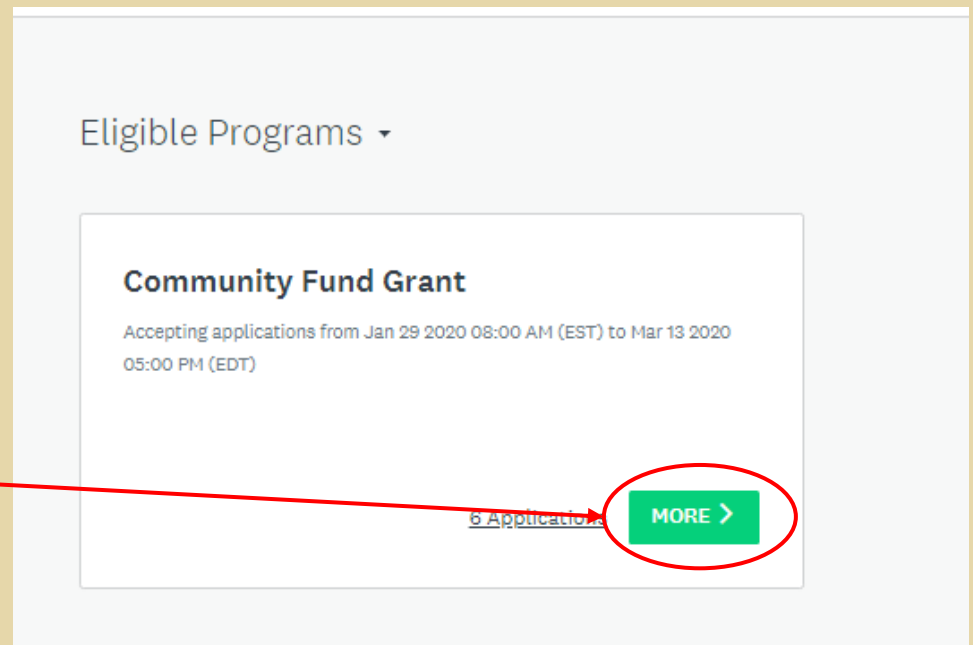 Eligible Programs
Community Fund Grant
Accepting applications from Jan 29 2020 08:00 AM (EST) to Mar 13 2020
05:00 PM (EDT)
6 Applications MORE